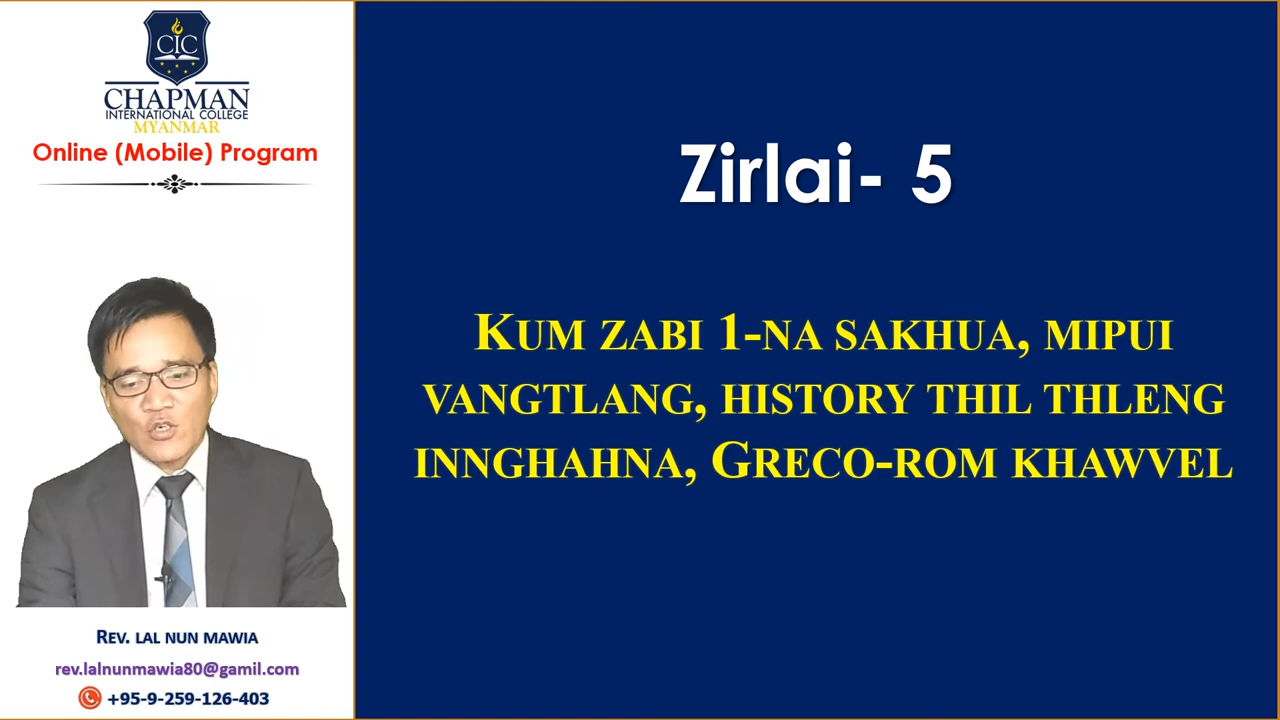 CIC
CHAPMAN
INTERNATIONAL COLLEGE
MYANMAR
Online (Mobile) Program
REV. LAL NUN MAWIA
rev.lalnunmawia80@gamil.com
+95-9-259-126-403
Zirlai- 5
KUM ZABI 1-NA SAKHUA, MIPUI
VANGTLANG, HISTORY THIL THLENG
INNGHAHNA, GRECO-ROM KHAWVEL